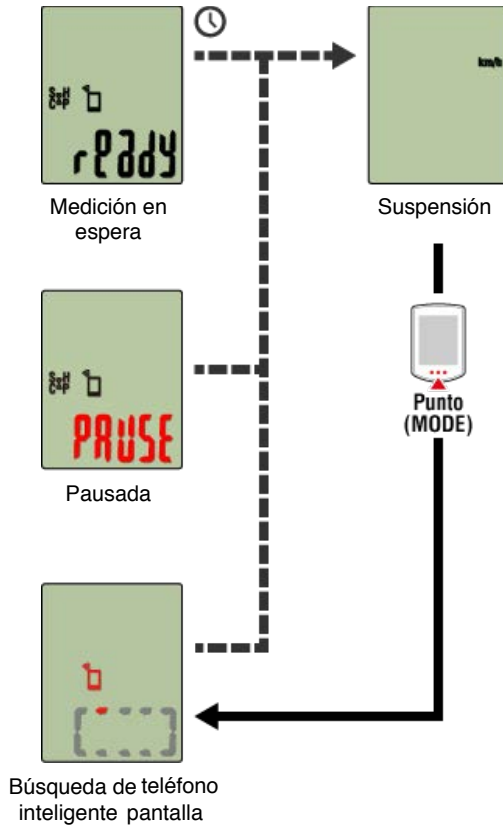 km/h
S H
C P
ready
Medición en
espera
Suspensión
PAUSE
Punto
(MODE)
Pausada
Búsqueda de teléfono
inteligente pantalla